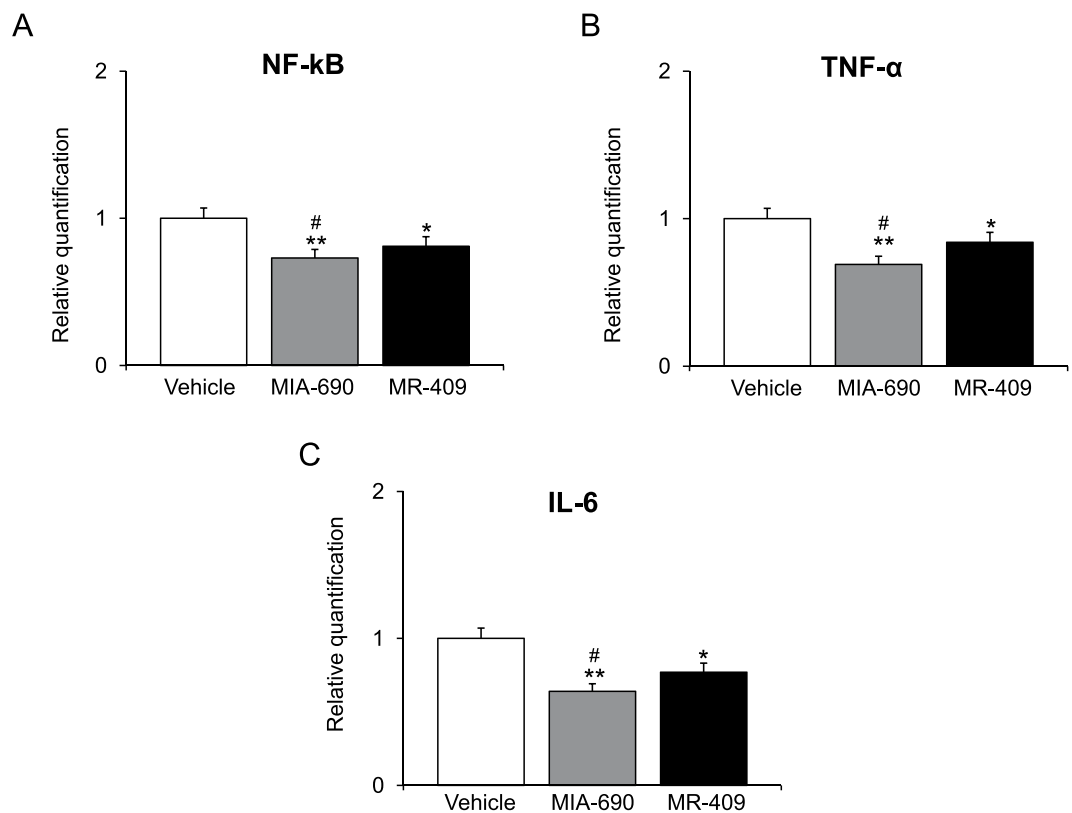 A
NF-kB
2
1
0
Relative quantification
#
**
*
Vehicle MIA-690 MR-409
B
TNF-α
2
1
0
Relative quantification
#
**
*
Vehicle MIA-690 MR-409
C
IL-6
2
1
0
Relative quantification
#
**
*
Vehicle MIA-690 MR-409